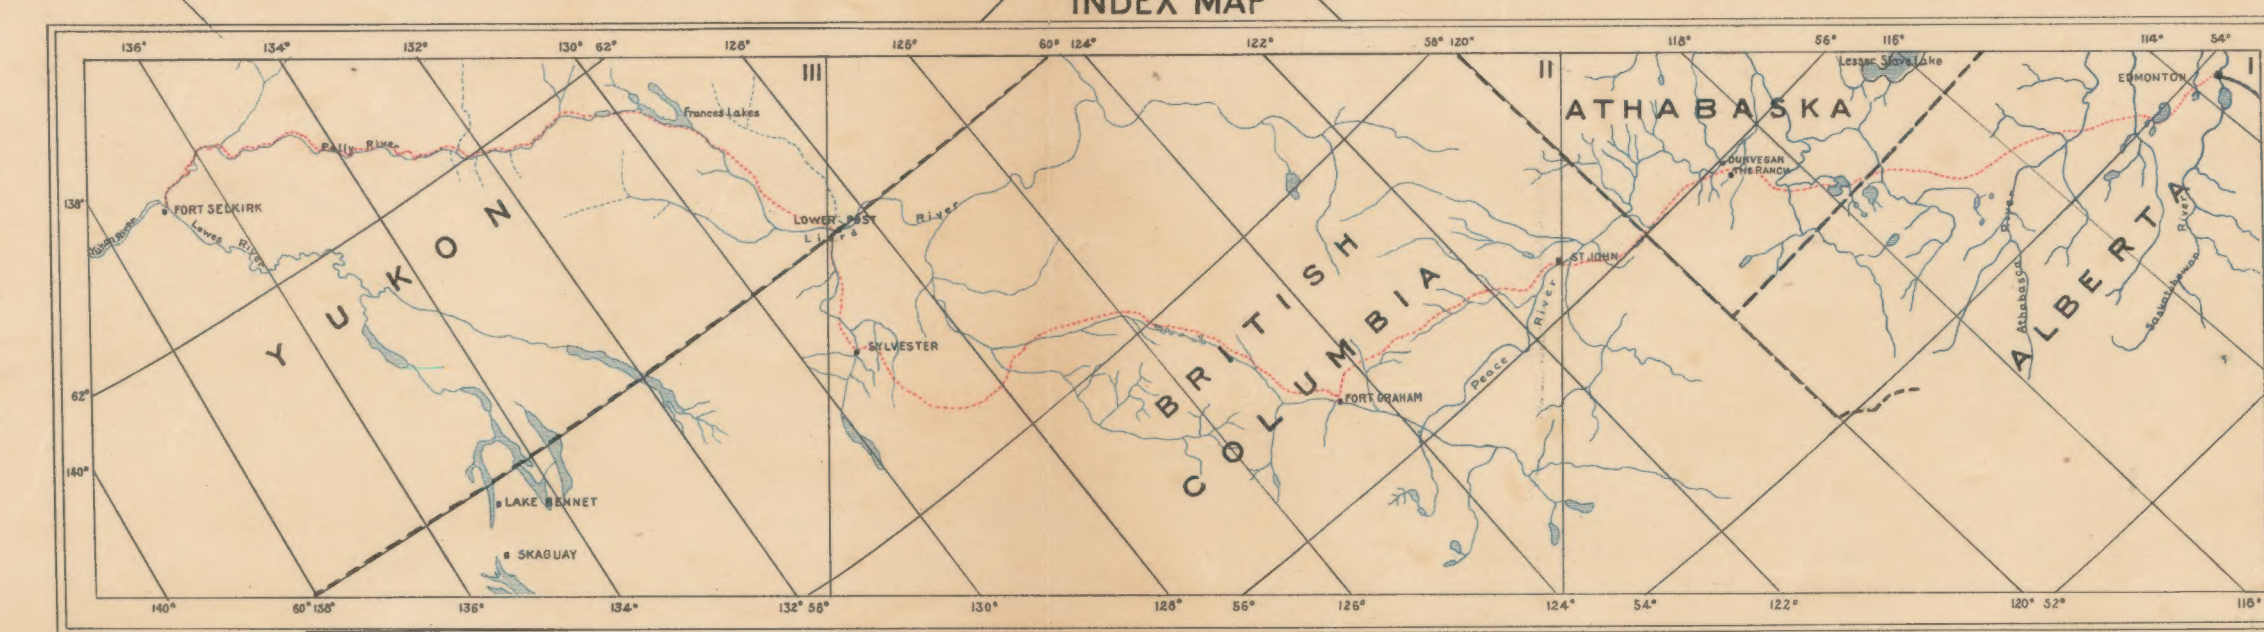 INDEX MAP
136° 134° 132° 130° 62° 128° 126° 60° 124° 122° 58° 120° 118° 56° 116° 114° 54°
III
II
I
Lesser Slave Lake
EDMONTON
ATHABASKA
Frances Lakes
Pelly River
DUNVEGAN
THE RANCH
138°
FORT SELKIRK
Lewes River
LOWER POST
Liard River
YUKON
BRITISH
COLUMBIA
ST. JOHN
Peace River
Athabasca River
ALBERTA
Saskatchewan River
SYLVESTER
62°
FORT GRAHAM
140°
LAKE BENNET
SKAGUAY
140° 60° 138° 136° 134° 132° 58° 130° 128° 56° 126° 124° 54° 122° 120° 52° 118°